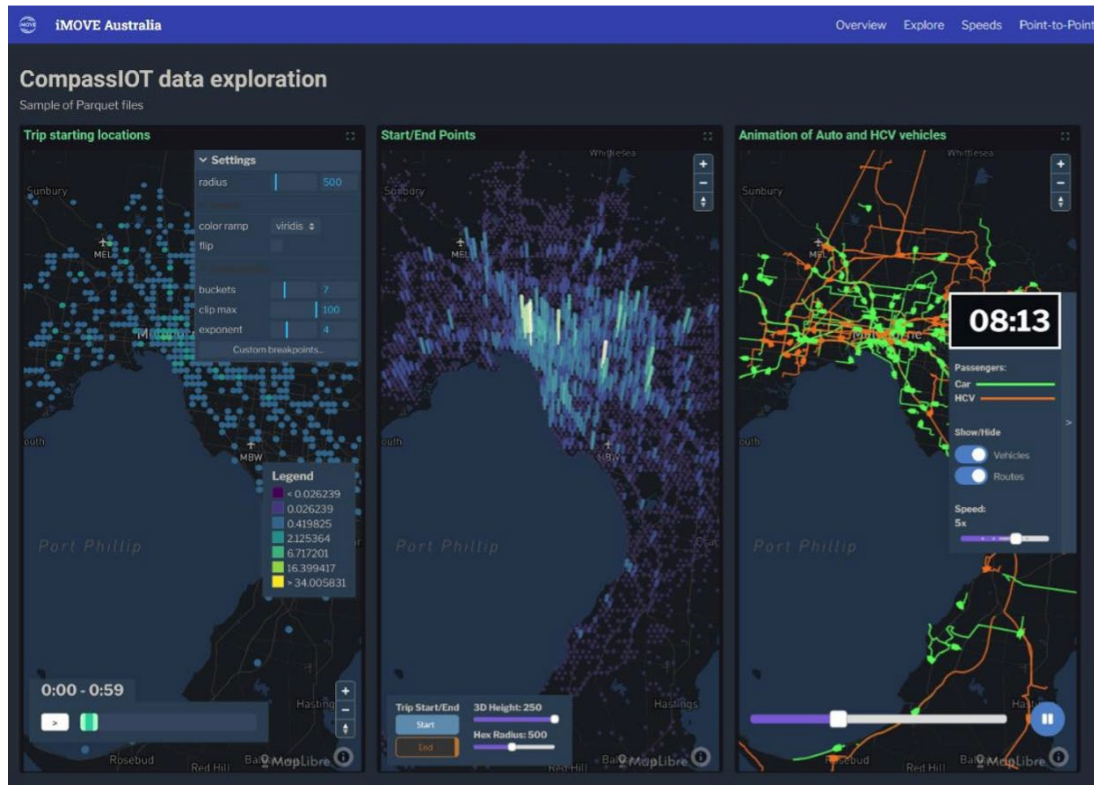 iMOVE Australia
Overview Explore Speeds Point-to-Point
CompassIOT data exploration
Sample of Parquet files
Trip starting locations
Sunbury
MEL
Settings
radius 500
color ramp viridis
flip
buckets 7
clip max 100
exponent 4
Custom breakpoints...
MBW
Legend
< 0.026239
0.026239
0.419825
2.125364
6.717201
16.399417
> 34.005831
Port Phillip
0:00 - 0:59
>
+
−
Rosebud
Red Hill
MapLibre
Start/End Points
Whittlesea
Sunbury
MEL
+
−
MBW
Port Phillip
Hastings
Trip Start/End
Start
End
3D Height: 250
Hex Radius: 500
Red Hill
MapLibre
Animation of Auto and HCV vehicles
Whittlesea
Sunbury
MEL
+
−
08:13
Passengers:
Car
HCV
>
Show/Hide
Vehicles
Routes
Speed:
5x
Port Phillip
Red Hill
MapLibre